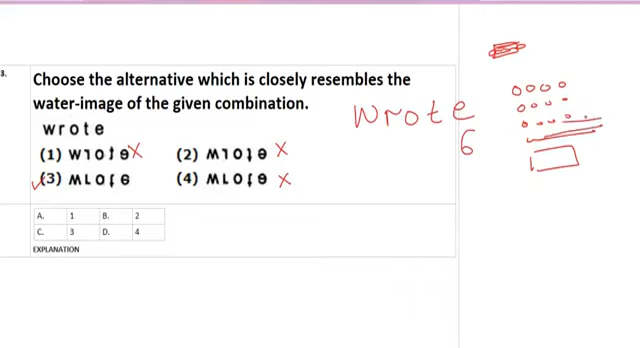 3.
Choose the alternative which is closely resembles the
water-image of the given combination.
wrote
(1)
(2)
(3)
(4)
A. 1 B. 2
C. 3 D. 4
EXPLANATION
wrote
6